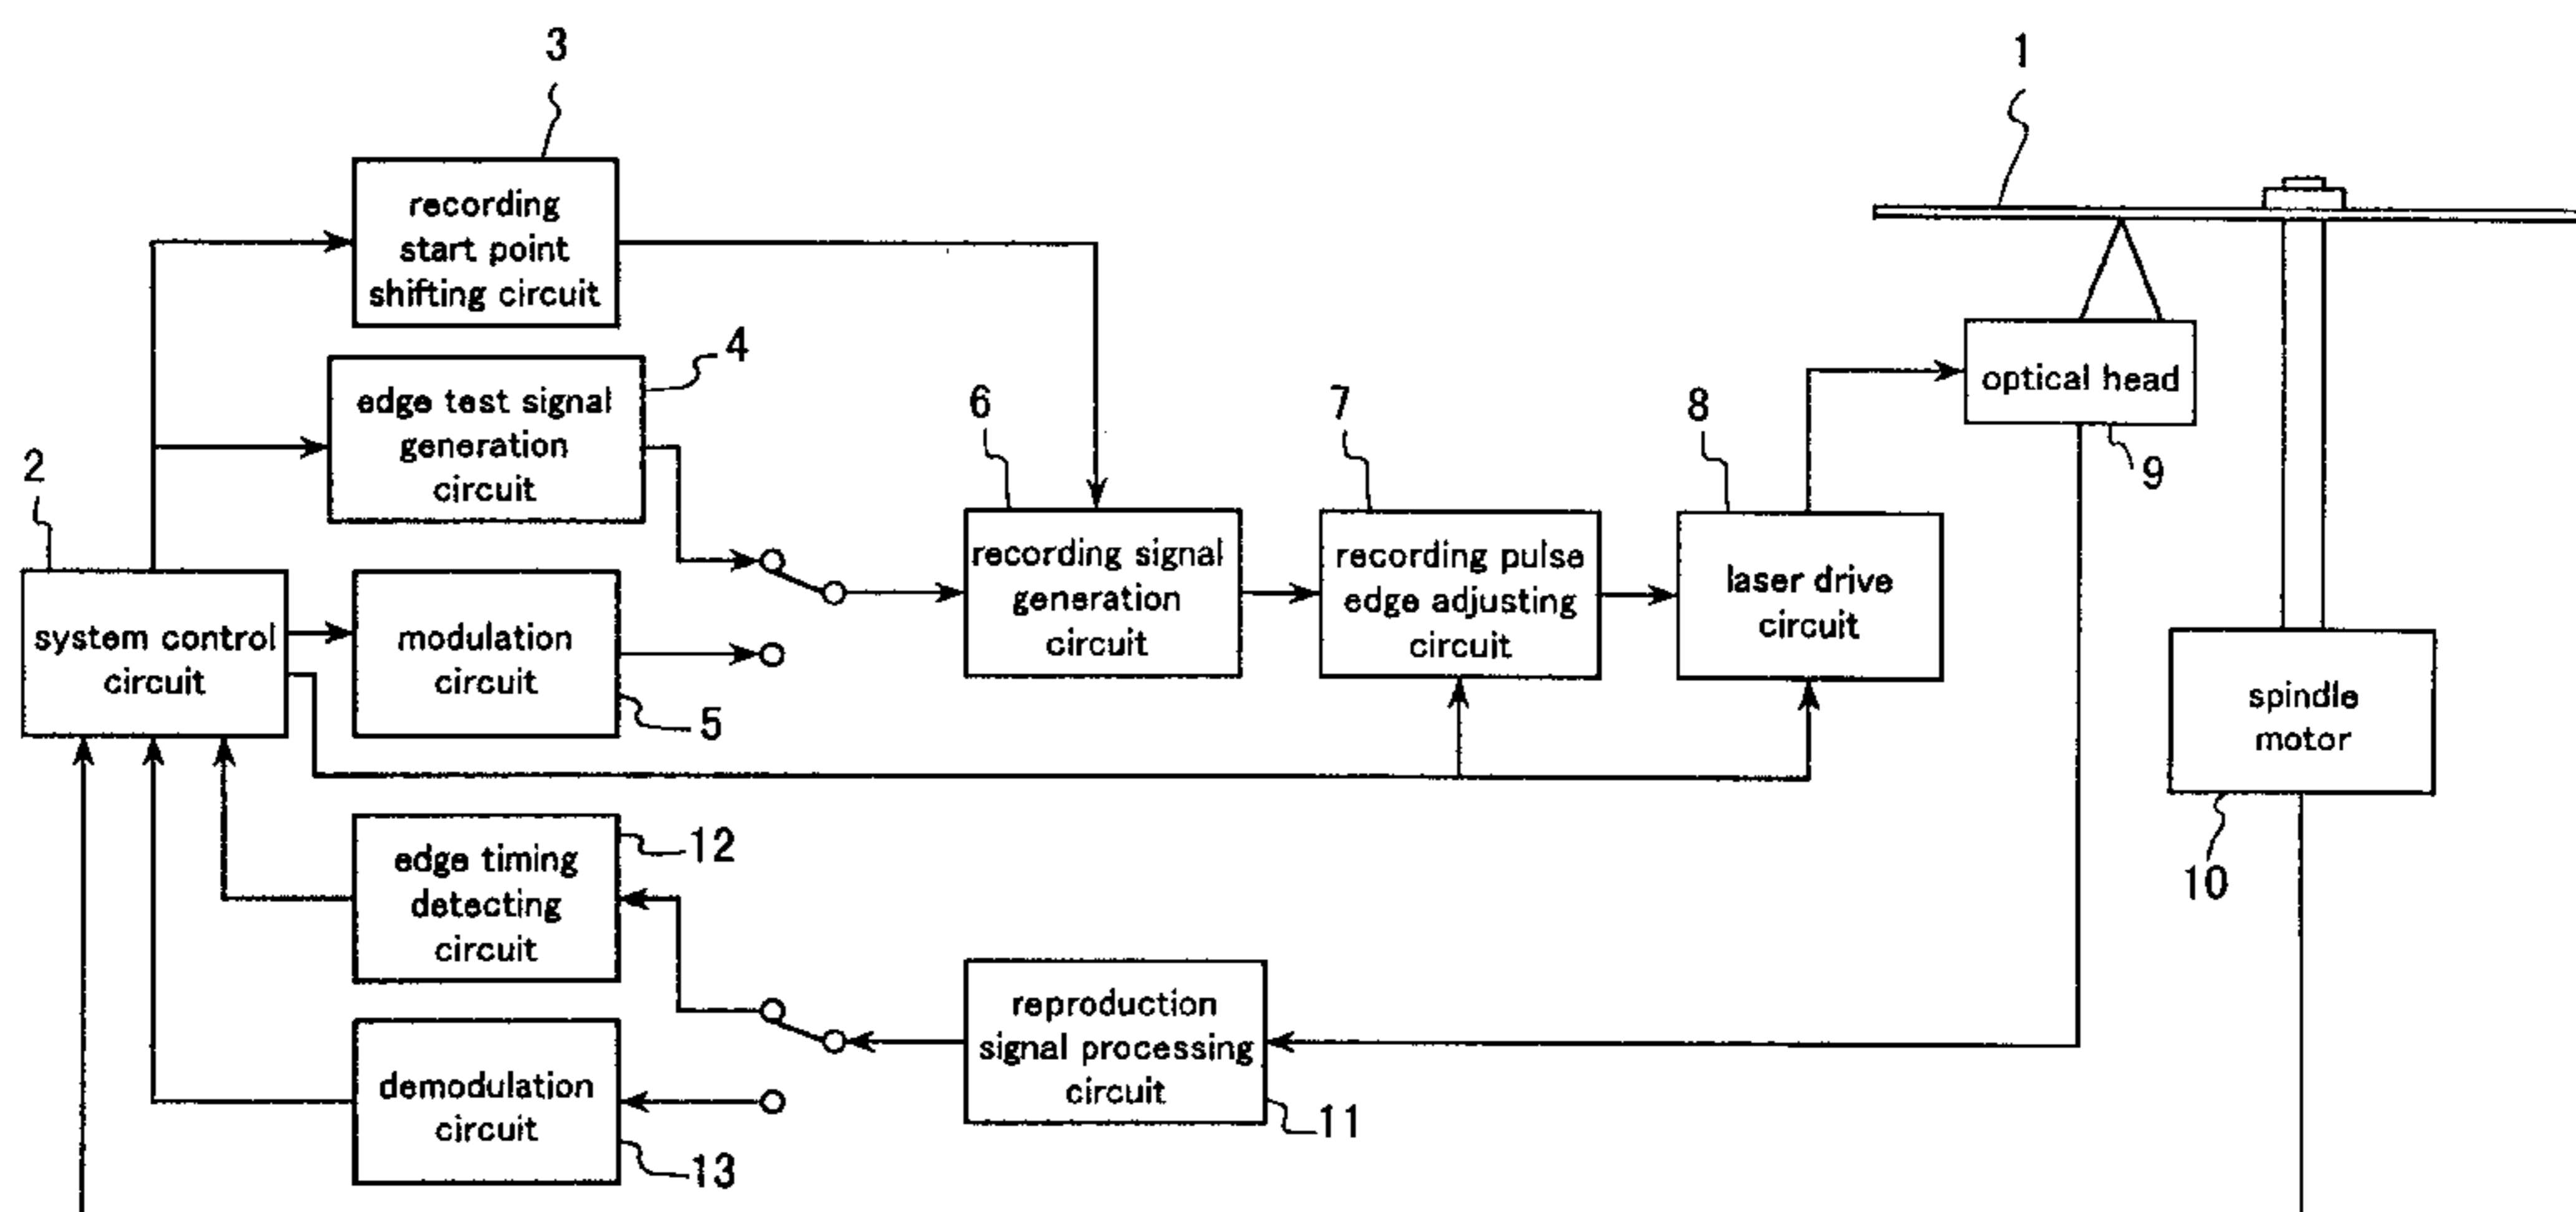 3
1
recording
start point
shifting circuit
4
edge test signal
generation
circuit
optical head
9
6
7
8
2
recording signal
generation
circuit
recording pulse
edge adjusting
circuit
laser drive
circuit
system control
circuit
modulation
circuit
5
spindle
motor
10
12
edge timing
detecting
circuit
reproduction
signal processing
circuit
11
demodulation
circuit
13